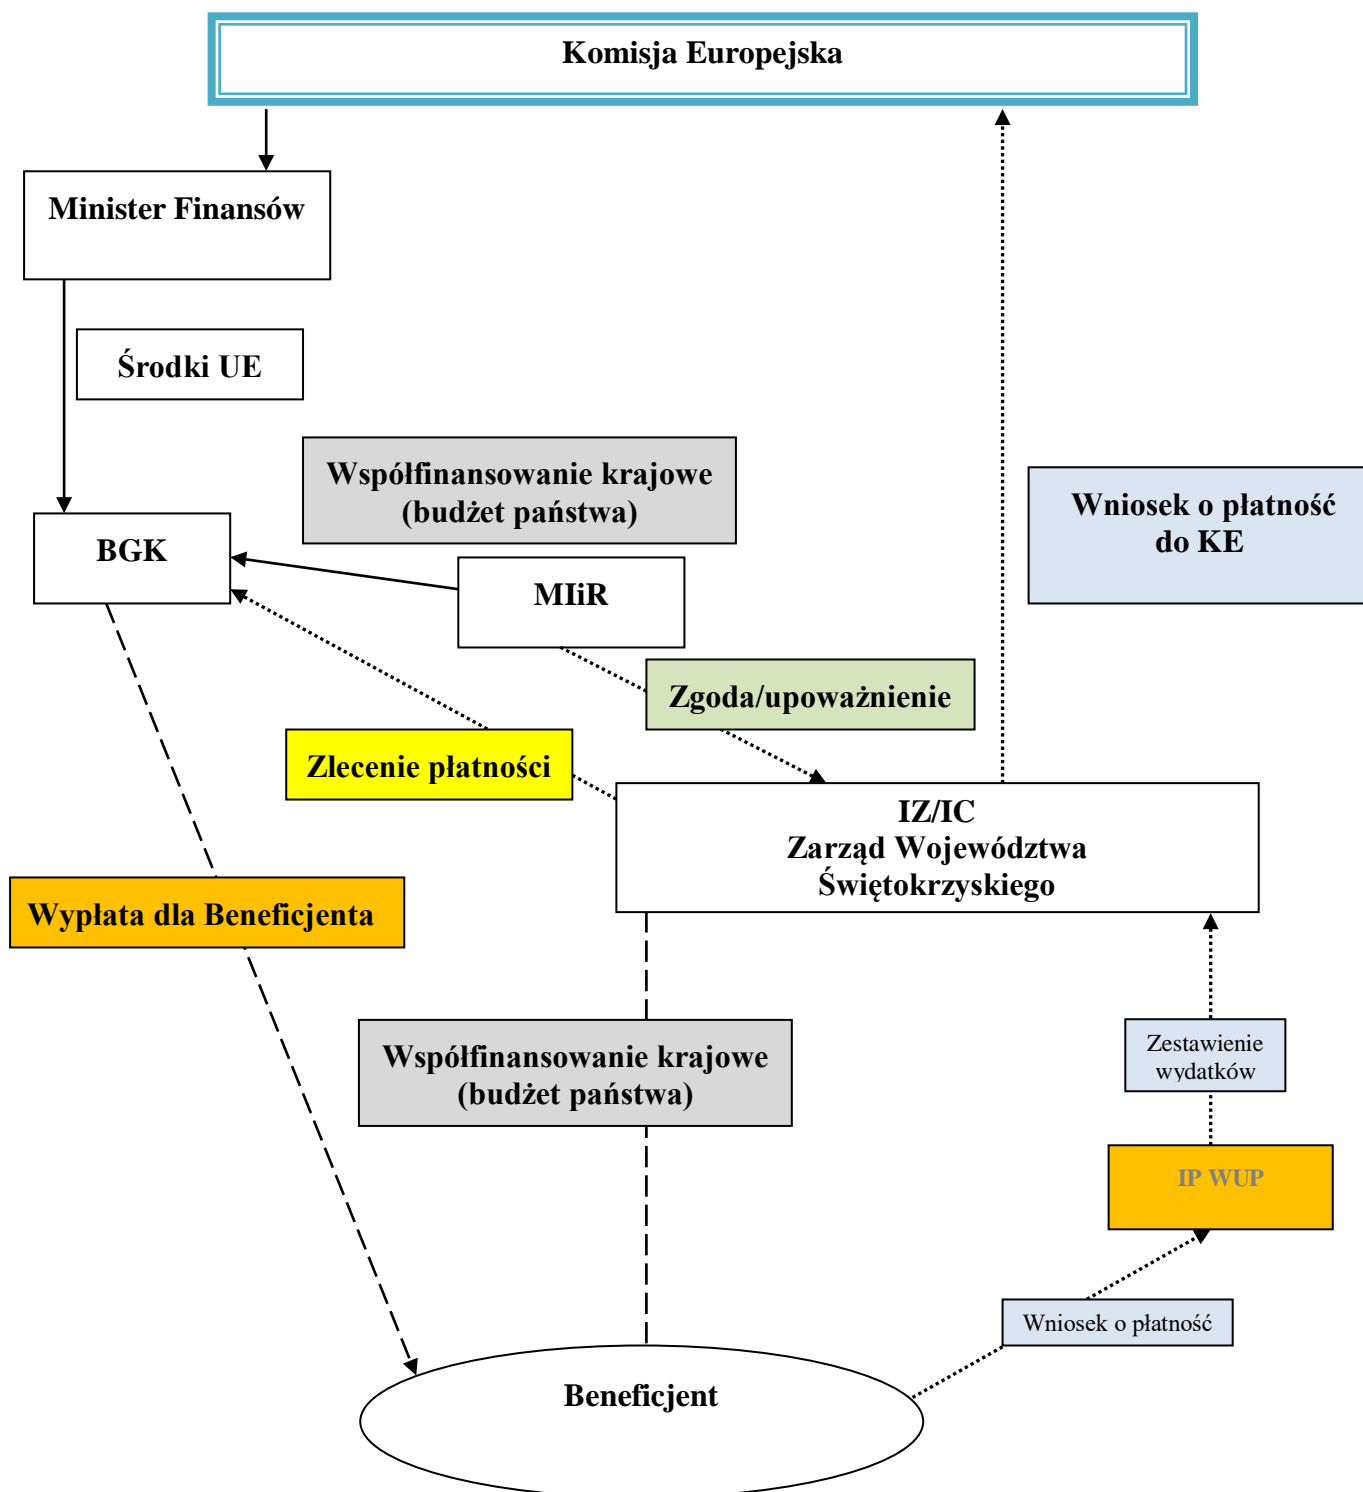 Komisja Europejska
Minister Finansów
Środki UE
Współfinansowanie krajowe
(budżet państwa)
Wniosek o płatność
do KE
BGK
MIiR
Zgoda/upoważnienie
Zlecenie płatności
IZ/IC
Zarząd Województwa
Świętokrzyskiego
Wypłata dla Beneficjenta
Współfinansowanie krajowe
(budżet państwa)
Zestawienie
wydatków
IP WUP
Wniosek o płatność
Beneficjent